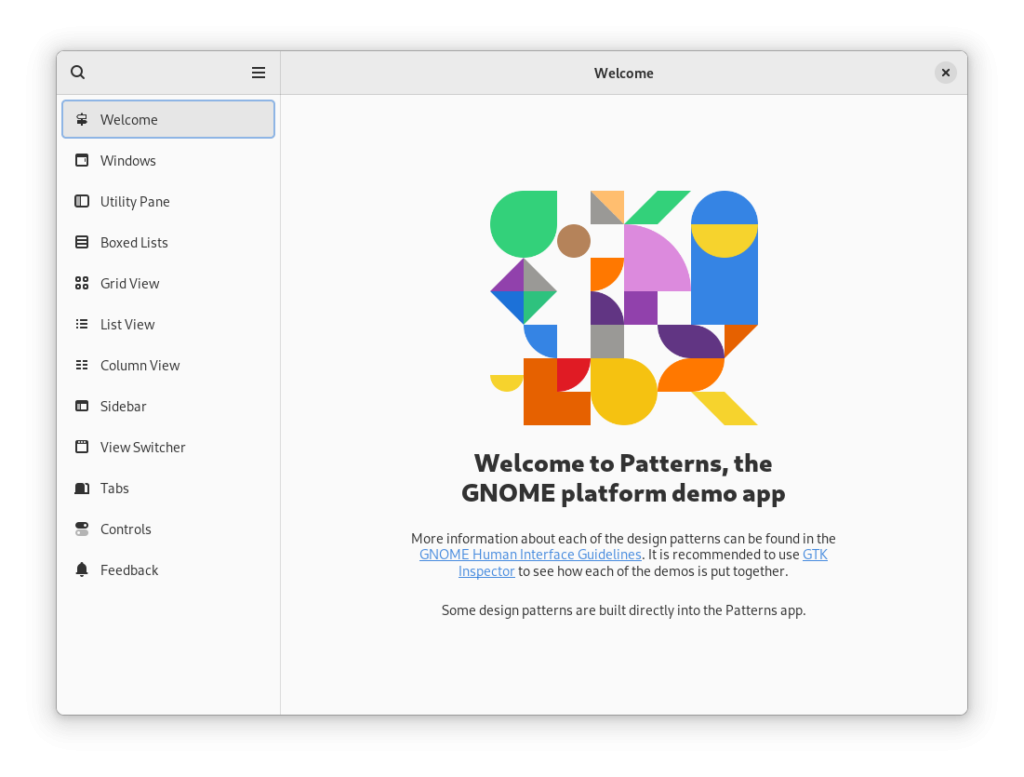 Welcome
Welcome
Windows
Utility Pane
Boxed Lists
Grid View
List View
Column View
Sidebar
View Switcher
Tabs
Controls
Feedback
Welcome to Patterns, the
GNOME platform demo app
More information about each of the design patterns can be found in the
GNOME Human Interface Guidelines. It is recommended to use GTK
Inspector to see how each of the demos is put together.
Some design patterns are built directly into the Patterns app.